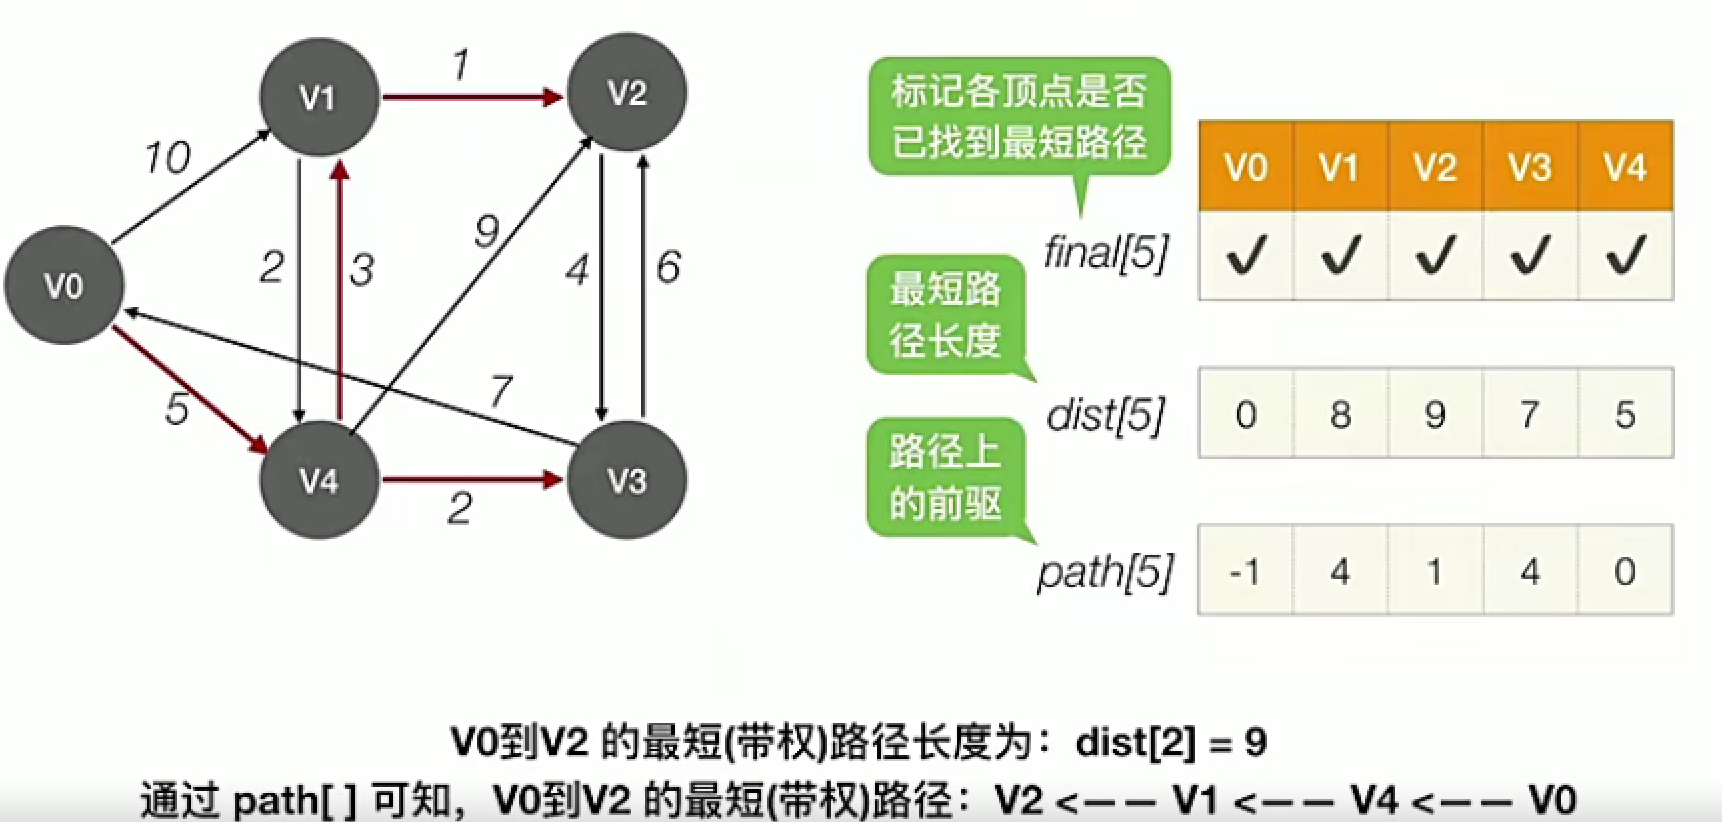 V1
1
V2
10
2
3
9
4
6
V0
7
5
V4
2
V3
标记各顶点是否
已找到最短路径
V0 V1 V2 V3 V4
final[5] ✓ ✓ ✓ ✓ ✓
最短路
径长度
dist[5] 0 8 9 7 5
路径上
的前驱
path[5] -1 4 1 4 0
V0到V2 的最短(带权)路径长度为：dist[2] = 9
通过 path[ ] 可知，V0到V2 的最短(带权)路径：V2 <—— V1 <—— V4 <—— V0